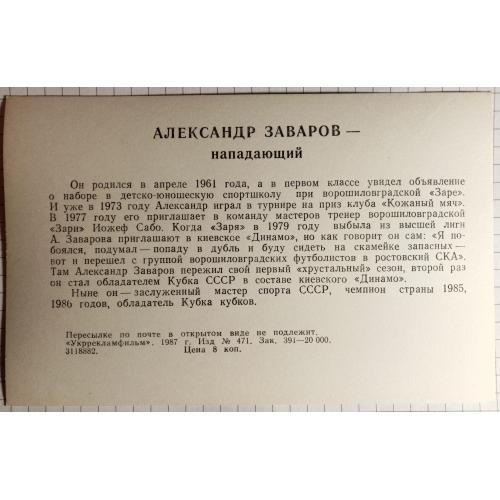 АЛЕКСАНДР ЗАВАРОВ —
нападающий
Он родился в апреле 1961 года, а в первом классе увидел объявление
о наборе в детско-юношескую спортшколу при ворошиловградской «Заре».
И уже в 1973 году Александр играл в турнире на приз клуба «Кожаный мяч».
В 1977 году его приглашает в команду мастеров тренер ворошиловградской
«Зари» Иожеф Сабо. Когда «Заря» в 1979 году выбыла из высшей лиги
А. Заварова приглашают в киевское «Динамо», но как говорит он сам: «Я по-
боялся, подумал — попаду в дубль и буду сидеть на скамейке запасных —
вот и перешел с группой ворошиловградских футболистов в ростовский СКА».
Там Александр Заваров пережил свой первый «хрустальный» сезон, второй раз
он стал обладателем Кубка СССР в составе киевского «Динамо».
Ныне он — заслуженный мастер спорта СССР, чемпион страны 1985,
1986 годов, обладатель Кубка кубков.
Пересылке по почте в открытом виде не подлежит.
«Укррекламфильм». 1987 г. Изд № 471. Зак. 391—20 000.
3118882. Цена 8 коп.